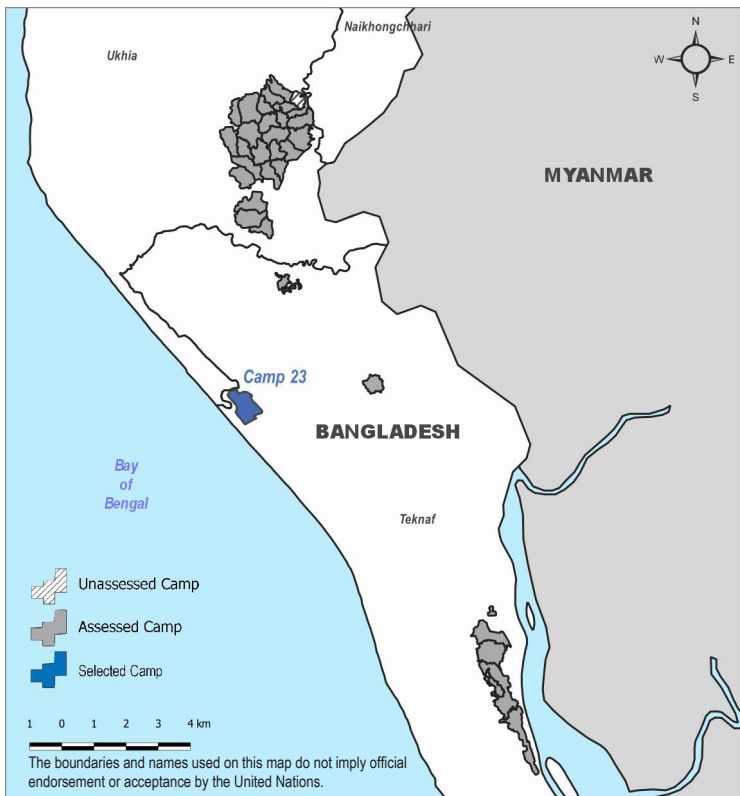 Naikhongchhari
Ukhia
N
W
E
S
MYANMAR
Camp 23
BANGLADESH
Bay
of
Bengal
Teknaf
Unassessed Camp
Assessed Camp
Selected Camp
1 0 1 2 3 4 km
The boundaries and names used on this map do not imply official
endorsement or acceptance by the United Nations.